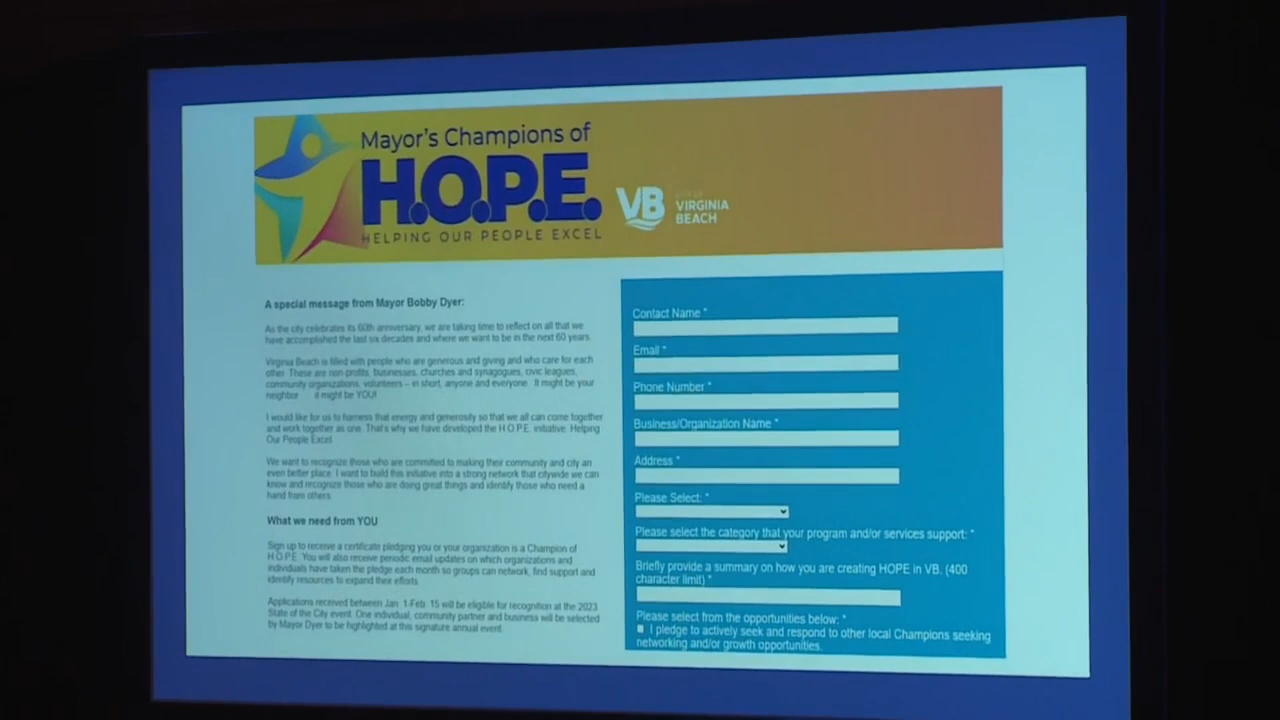 Mayor's Champions of
H.O.P.E.
HELPING OUR PEOPLE EXCEL
VB
CITY OF
VIRGINIA
BEACH
A special message from Mayor Bobby Dyer:
As the city celebrates its 60th anniversary, we are taking time to reflect on all that we
have accomplished the last six decades and where we want to be in the next 60 years.
Virginia Beach is filled with people who are generous and giving and who care for each
other. These are non-profits, businesses, churches and synagogues, civic leagues,
community organizations, volunteers – in short, anyone and everyone. It might be your
neighbor it might be YOU!
I would like for us to harness that energy and generosity so that we all can come together
and work together as one. That's why we have developed the H.O.P.E. initiative: Helping
Our People Excel
We want to recognize those who are committed to making their community and city an
even better place. I want to build this initiative into a strong network that citywide we can
know and recognize those who are doing great things and identify those who need a
hand from others.
What we need from YOU
Sign up to receive a certificate pledging you or your organization is a Champion of
H.O.P.E. You will also receive periodic email updates on which organizations and
individuals have taken the pledge each month so groups can network, find support and
identify resources to expand their efforts.
Applications received between Jan. 1-Feb. 15 will be eligible for recognition at the 2023
State of the City event. One individual, community partner and business will be selected
by Mayor Dyer to be highlighted at this signature annual event.
Contact Name *
Email *
Phone Number *
Business/Organization Name *
Address *
Please Select: *
Please select the category that your program and/or services support: *
Briefly provide a summary on how you are creating HOPE in VB. (400
character limit) *
Please select from the opportunities below: *
I pledge to actively seek and respond to other local Champions seeking
networking and/or growth opportunities.